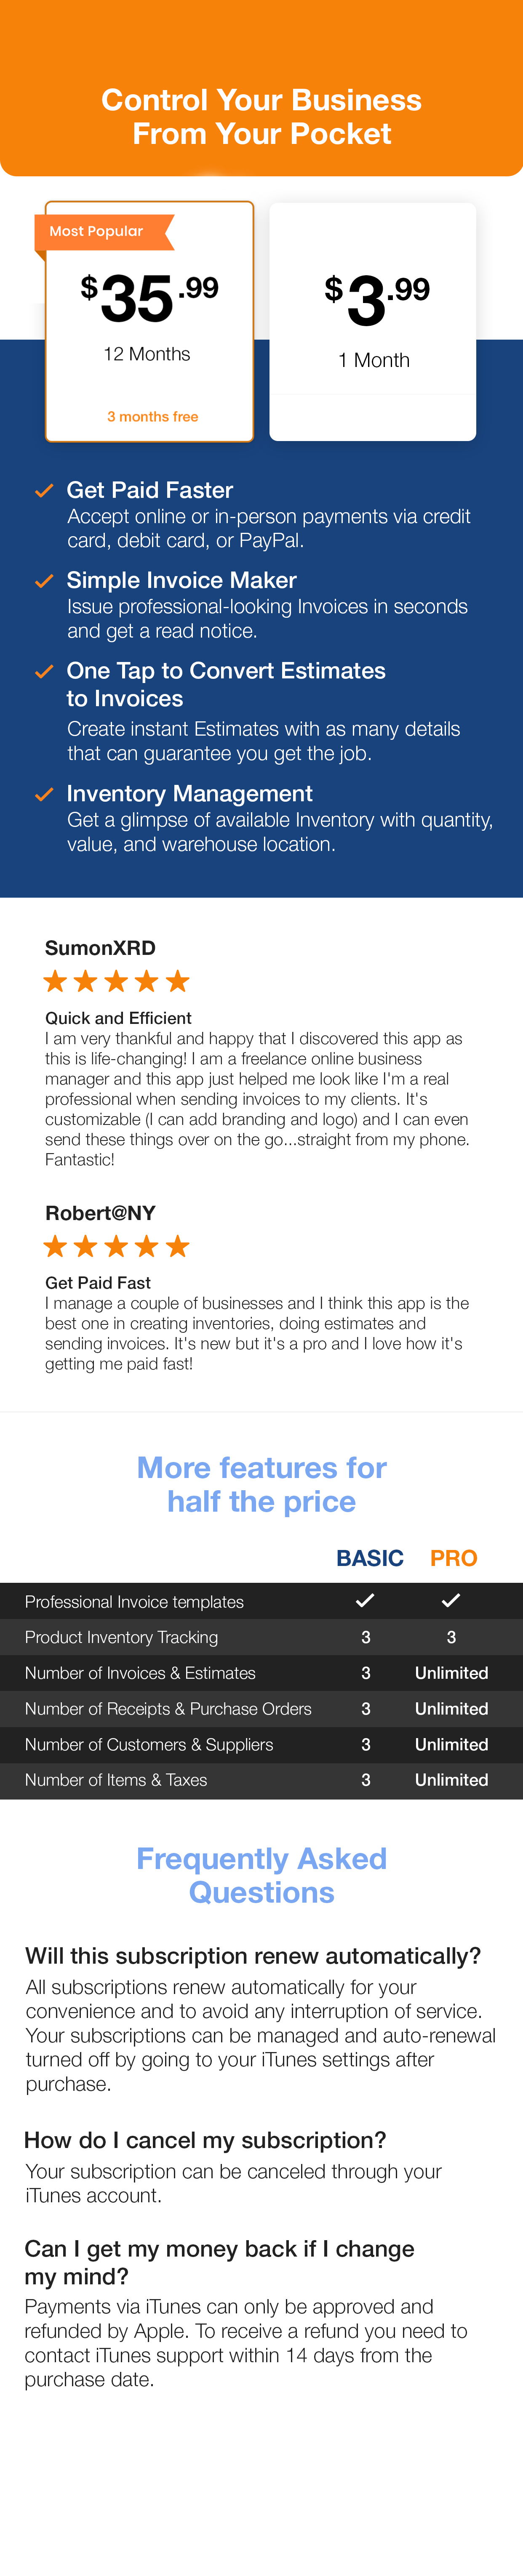 Control Your Business
From Your Pocket
Most Popular
$35.99
12 Months
3 months free
$3.99
1 Month
Get Paid Faster
Accept online or in-person payments via credit
card, debit card, or PayPal.
Simple Invoice Maker
Issue professional-looking Invoices in seconds
and get a read notice.
One Tap to Convert Estimates
to Invoices
Create instant Estimates with as many details
that can guarantee you get the job.
Inventory Management
Get a glimpse of available Inventory with quantity,
value, and warehouse location.
SumonXRD
Quick and Efficient
I am very thankful and happy that I discovered this app as
this is life-changing! I am a freelance online business
manager and this app just helped me look like I'm a real
professional when sending invoices to my clients. It's
customizable (I can add branding and logo) and I can even
send these things over on the go...straight from my phone.
Fantastic!
Robert@NY
Get Paid Fast
I manage a couple of businesses and I think this app is the
best one in creating inventories, doing estimates and
sending invoices. It's new but it's a pro and I love how it's
getting me paid fast!
More features for
half the price
BASIC PRO
Professional Invoice templates
Product Inventory Tracking 3 3
Number of Invoices & Estimates 3 Unlimited
Number of Receipts & Purchase Orders 3 Unlimited
Number of Customers & Suppliers 3 Unlimited
Number of Items & Taxes 3 Unlimited
Frequently Asked
Questions
Will this subscription renew automatically?
All subscriptions renew automatically for your
convenience and to avoid any interruption of service.
Your subscriptions can be managed and auto-renewal
turned off by going to your iTunes settings after
purchase.
How do I cancel my subscription?
Your subscription can be canceled through your
iTunes account.
Can I get my money back if I change
my mind?
Payments via iTunes can only be approved and
refunded by Apple. To receive a refund you need to
contact iTunes support within 14 days from the
purchase date.